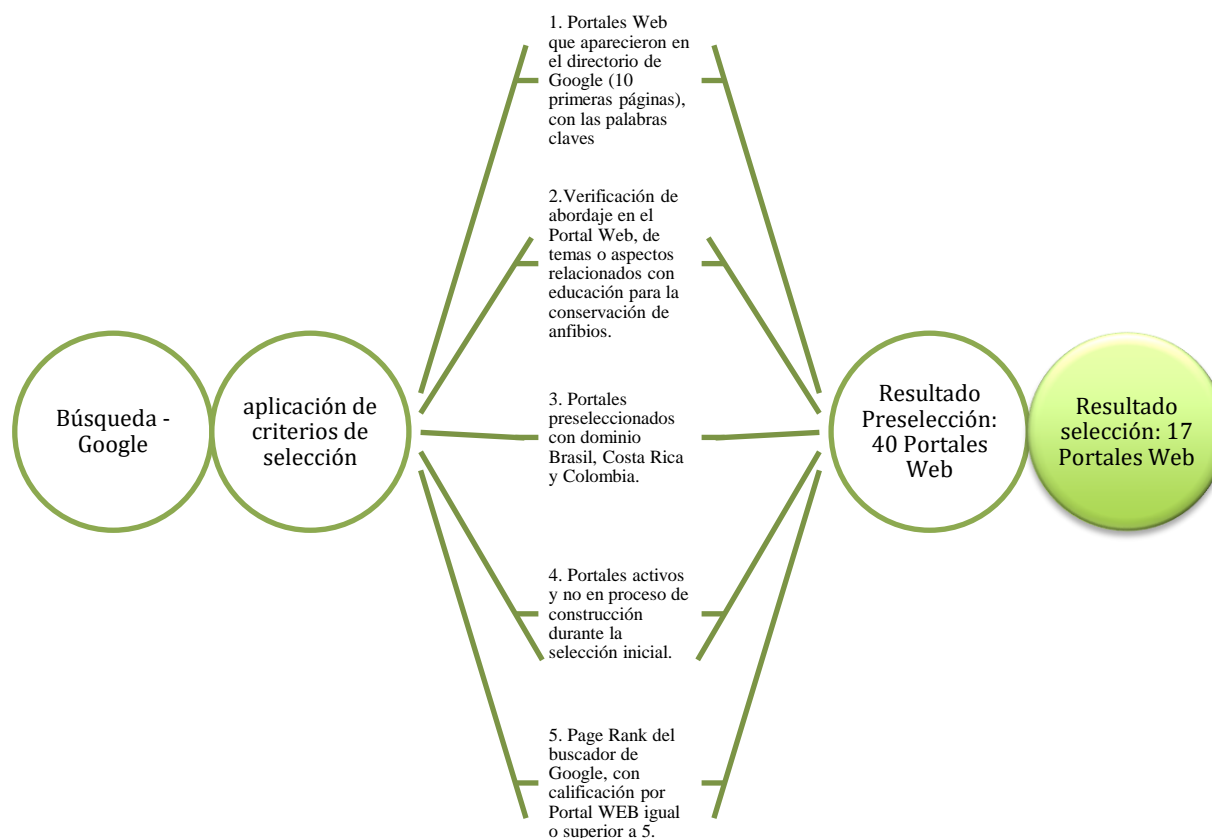 Búsqueda -
Google
aplicación de
criterios de
selección
1. Portales Web
que aparecieron en
el directorio de
Google (10
primeras páginas),
con las palabras
claves
2.Verificación de
abordaje en el
Portal Web, de
temas o aspectos
relacionados con
educación para la
conservación de
anfibios.
3. Portales
preseleccionados
con dominio
Brasil, Costa Rica
y Colombia.
4. Portales activos
y no en proceso de
construcción
durante la
selección inicial.
5. Page Rank del
buscador de
Google, con
calificación por
Portal WEB igual
o superior a 5.
Resultado
Preselección:
40 Portales
Web
Resultado
selección: 17
Portales Web